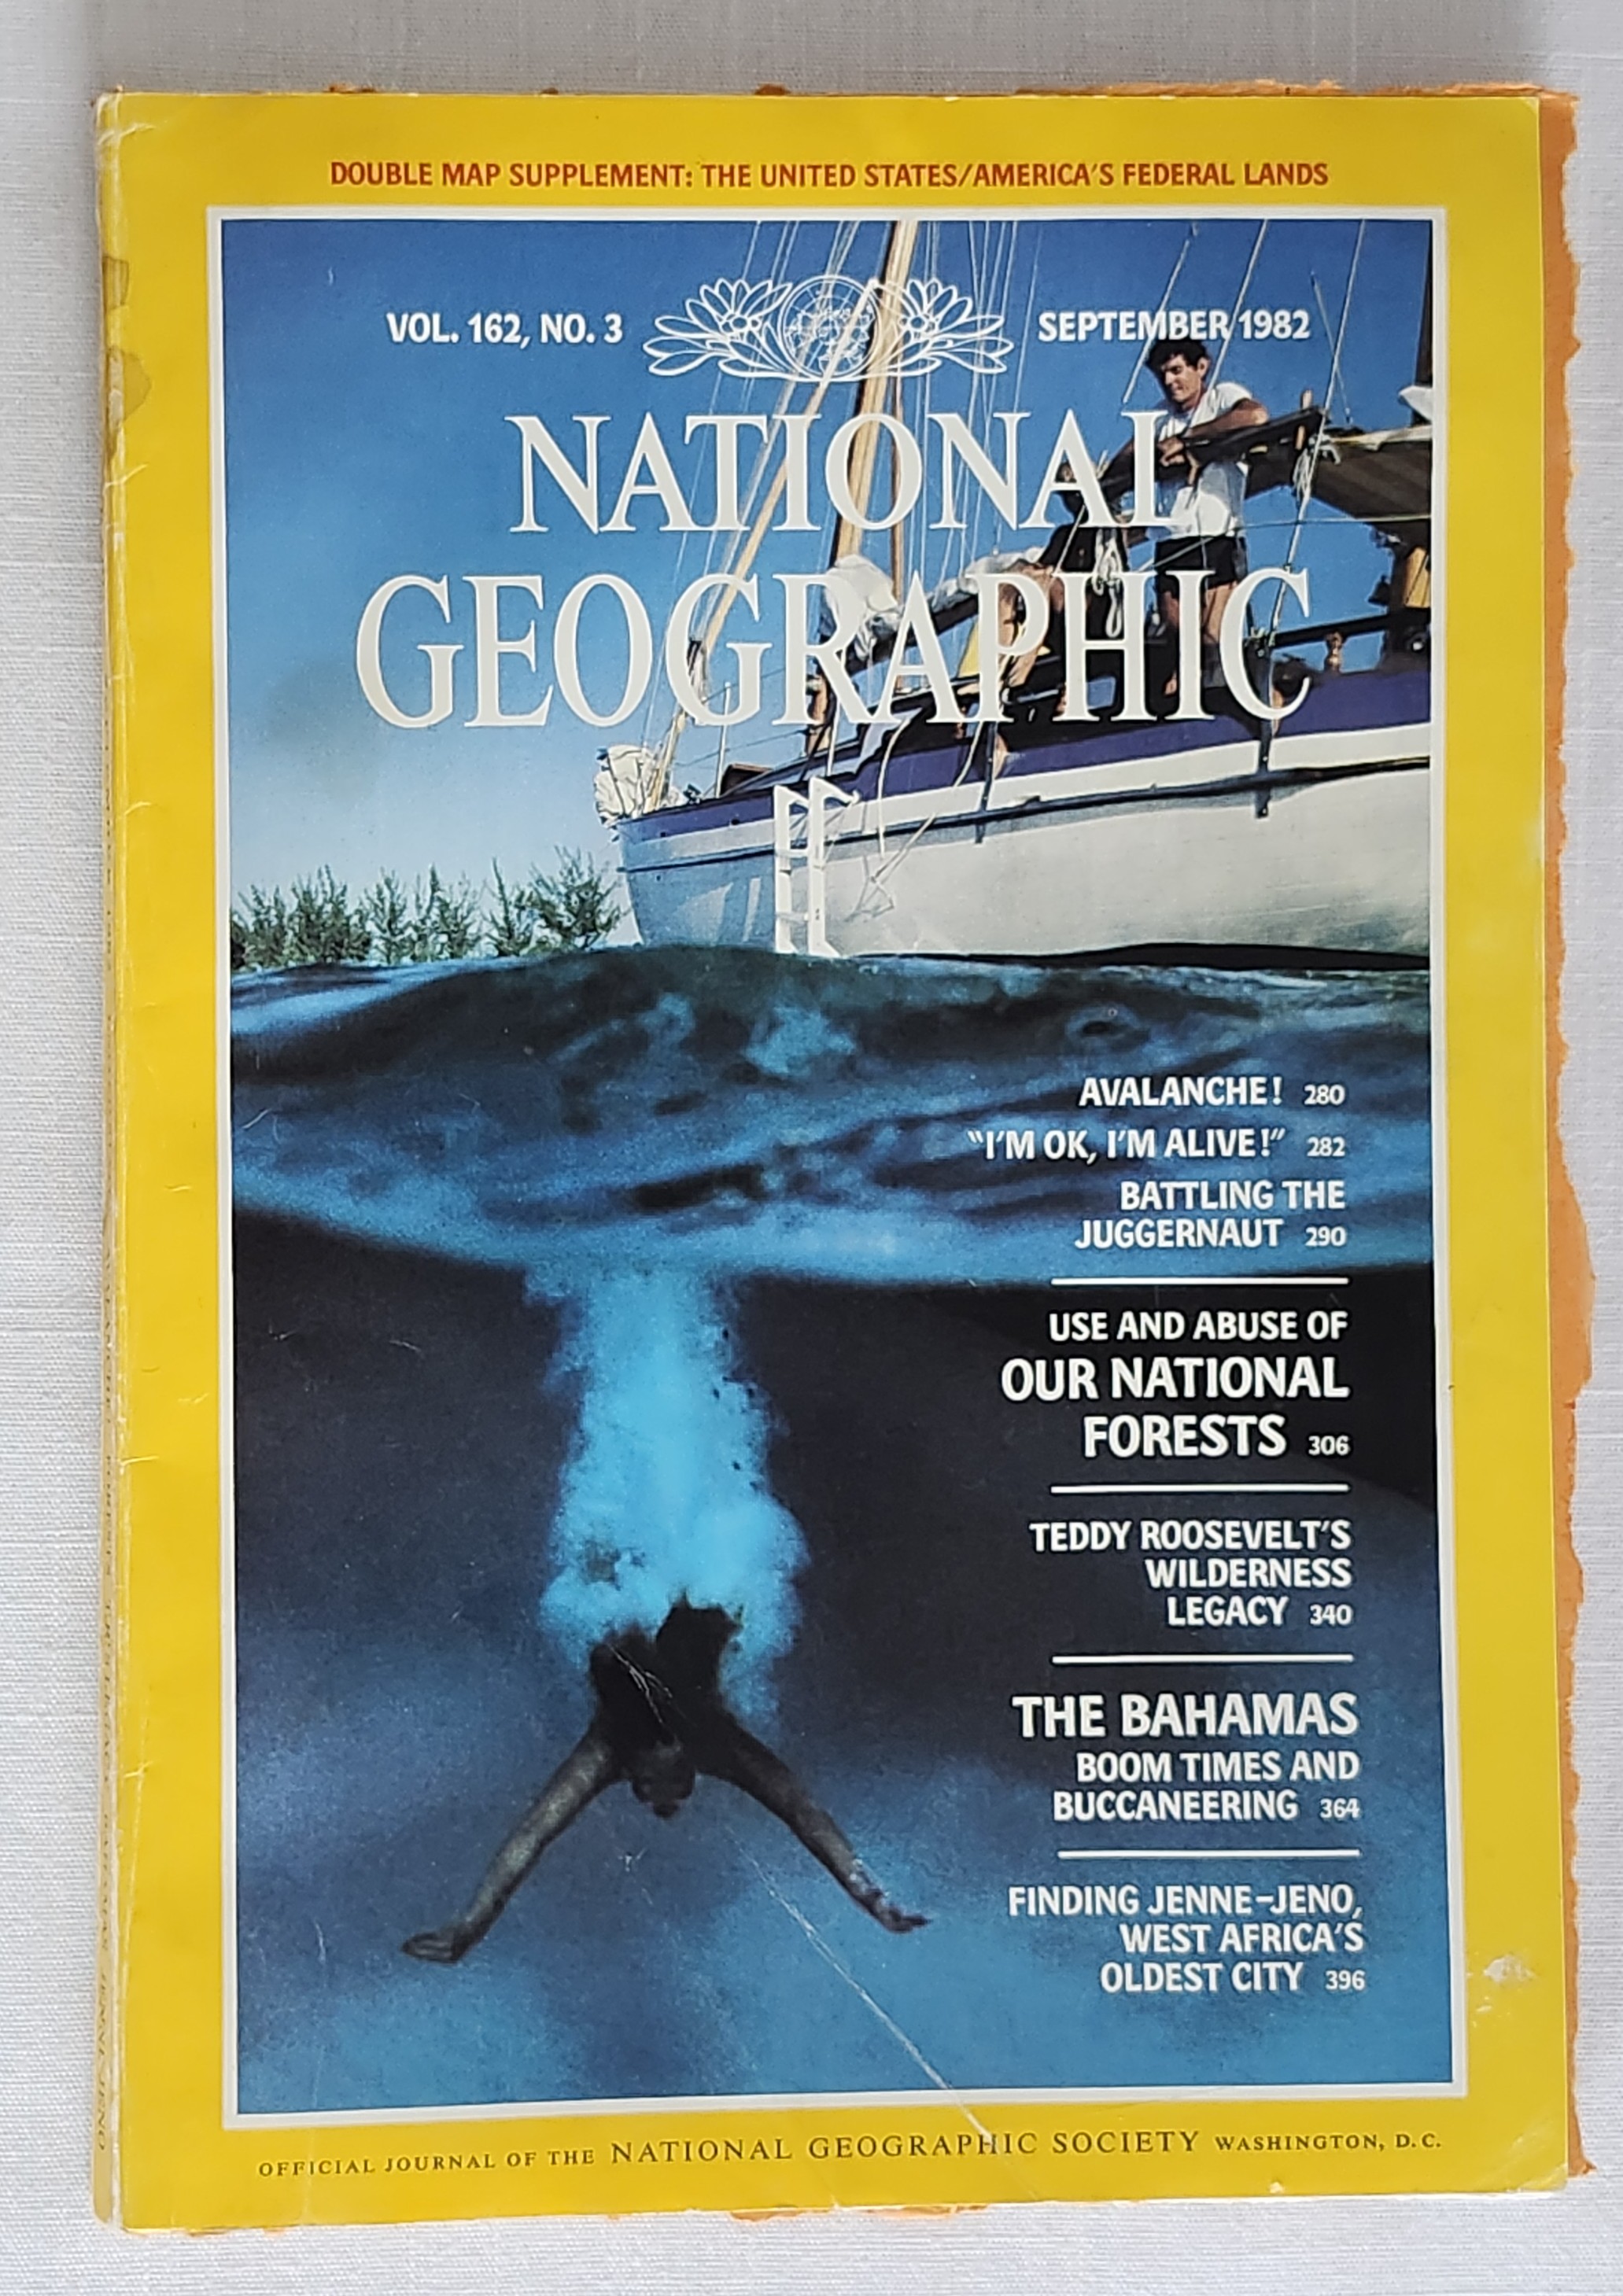 DOUBLE MAP SUPPLEMENT: THE UNITED STATES/AMERICA'S FEDERAL LANDS
VOL. 162, NO. 3
SEPTEMBER 1982
NATIONAL
GEOGRAPHIC
AVALANCHE! 280
"I'M OK, I'M ALIVE!" 282
BATTLING THE
JUGGERNAUT 290
USE AND ABUSE OF
OUR NATIONAL
FORESTS 306
TEDDY ROOSEVELT'S
WILDERNESS
LEGACY 340
THE BAHAMAS
BOOM TIMES AND
BUCCANEERING 364
FINDING JENNE-JENO,
WEST AFRICA'S
OLDEST CITY 396
OFFICIAL JOURNAL OF THE NATIONAL GEOGRAPHIC SOCIETY WASHINGTON, D.C.